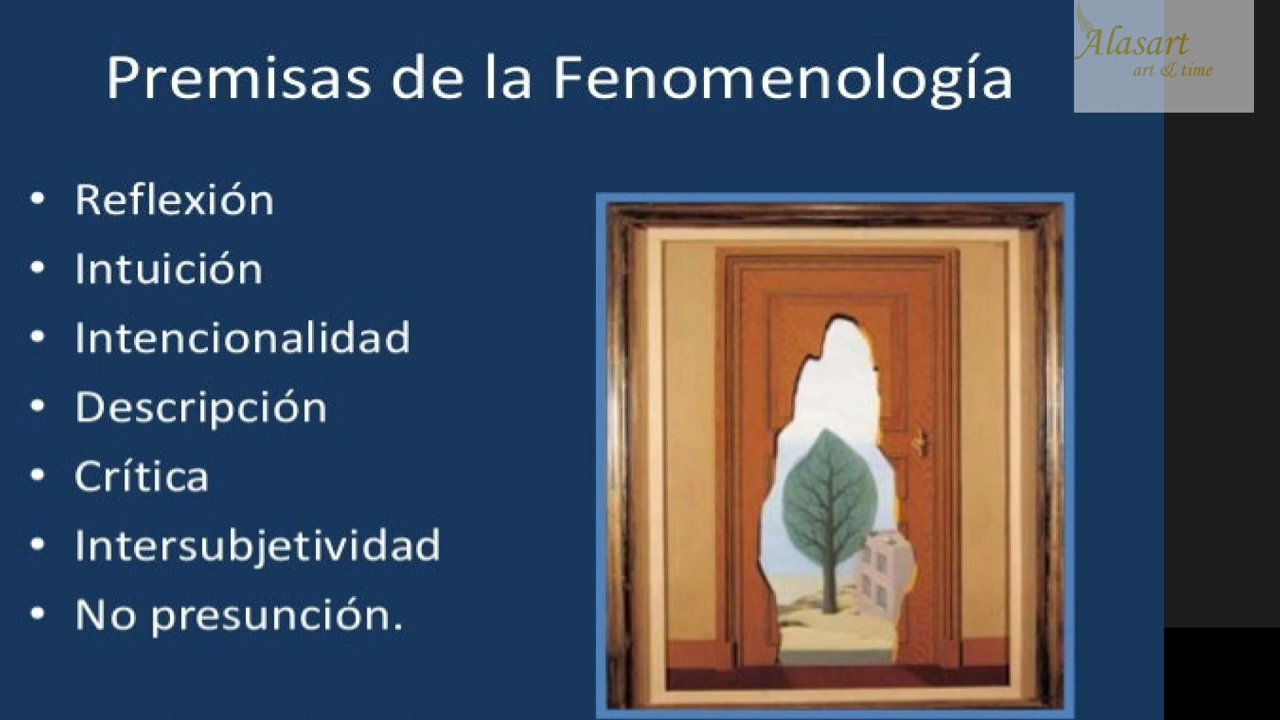 Premisas de la Fenomenología
Alasart
art & time
• Reflexión
• Intuición
• Intencionalidad
• Descripción
• Crítica
• Intersubjetividad
• No presunción.